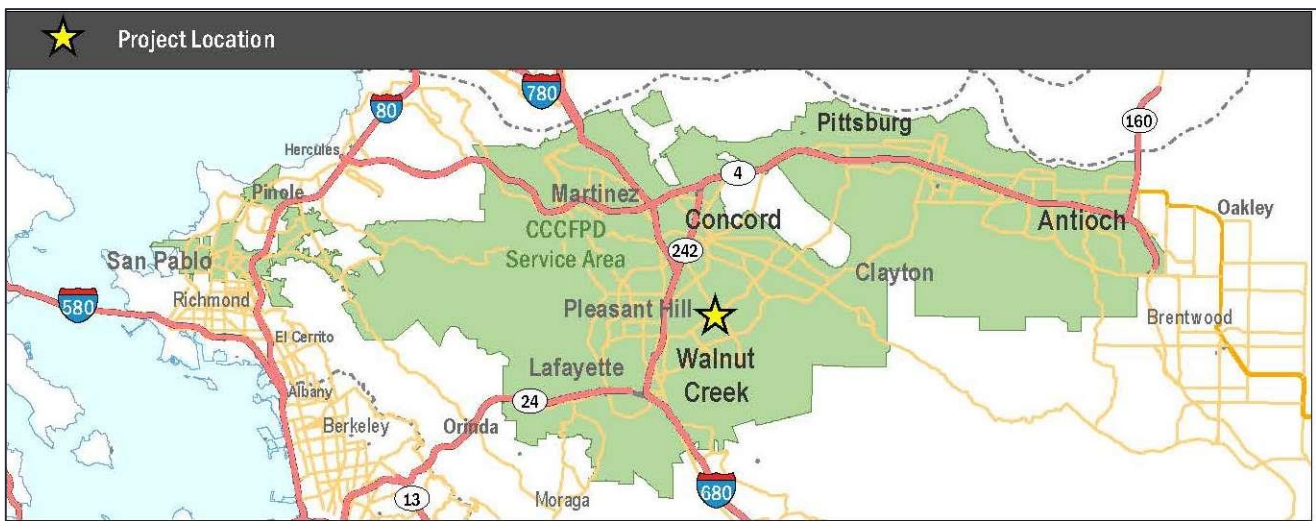 Project Location
80
780
160
Pittsburg
Hercules
4
Pinole
Martinez
Oakley
Concord
Antioch
CCCFPD
Service Area
242
San Pablo
Clayton
Richmond
580
Pleasant Hill
Brentwood
El Cerrito
Lafayette
Walnut
Creek
Albany
24
Berkeley
Orinda
13
Moraga
680